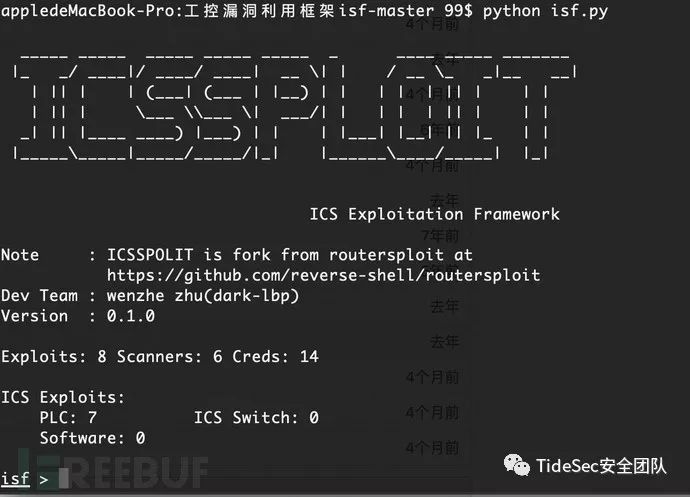 appledeMacBook-Pro:工控漏洞利用框架isf-master 99$ python isf.py
ICSSPLOIT
ICS Exploitation Framework
Note : ICSSPOLIT is fork from routersploit at
https://github.com/reverse-shell/routersploit
Dev Team : wenzhe zhu(dark-lbp)
Version : 0.1.0
Exploits: 8 Scanners: 6 Creds: 14
ICS Exploits:
PLC: 7 ICS Switch: 0
Software: 0
isf >
4个月前
去年
4个月前
4个月前
去年
7年前
去年
去年
4个月前
4个月前
4个月前
FREEBUF
TideSec安全团队